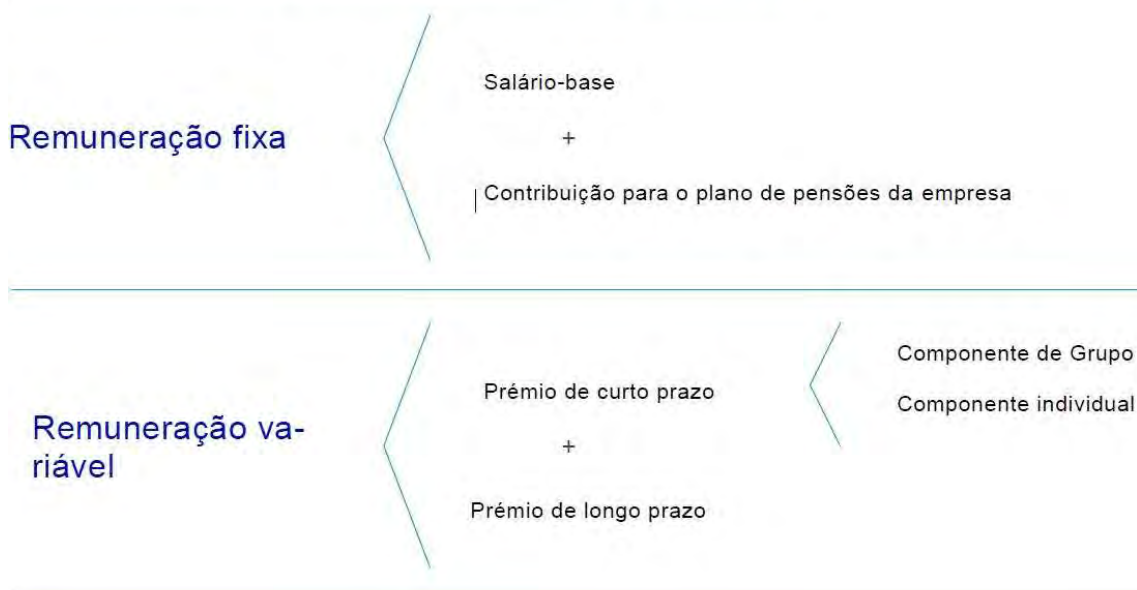 Salário-base
Remuneração fixa
+
Contribuição para o plano de pensões da empresa
Componente de Grupo
Prémio de curto prazo
Componente individual
Remuneração va-
riável
+
Prémio de longo prazo